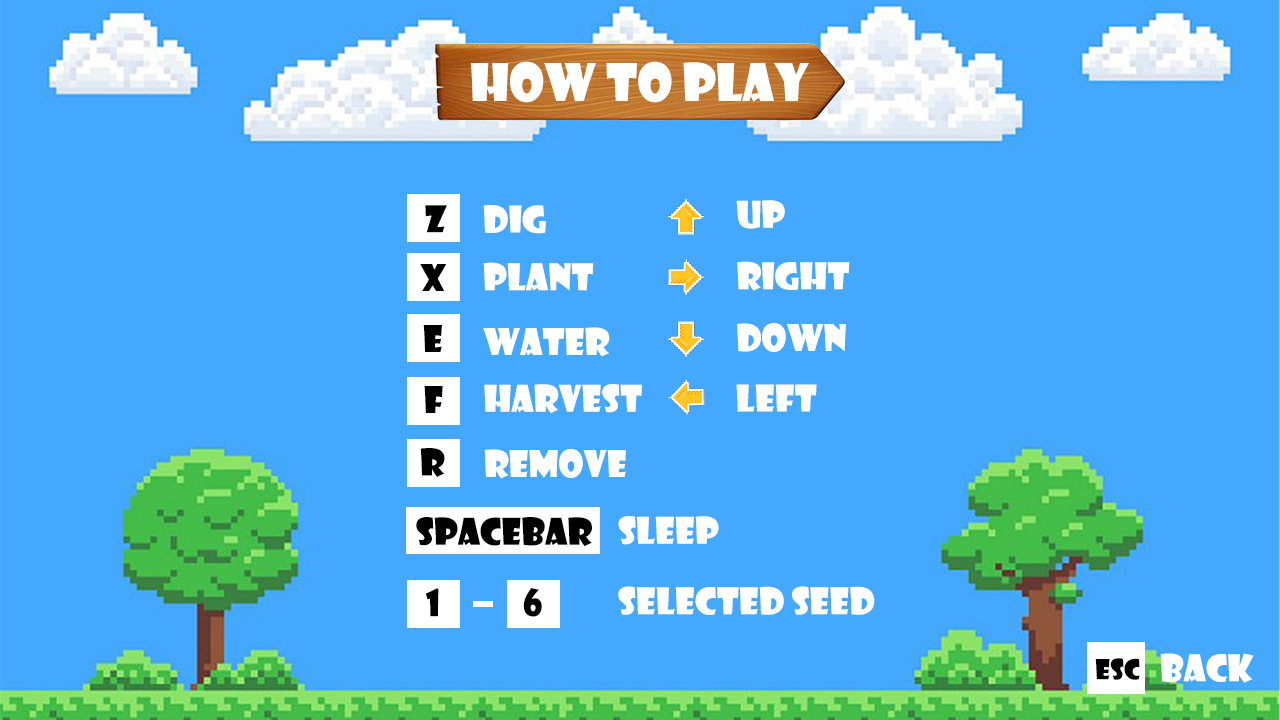 HOW TO PLAY
Z DIG UP
X PLANT RIGHT
E WATER DOWN
F HARVEST LEFT
R REMOVE
SPACEBAR SLEEP
1 - 6 SELECTED SEED
ESC BACK